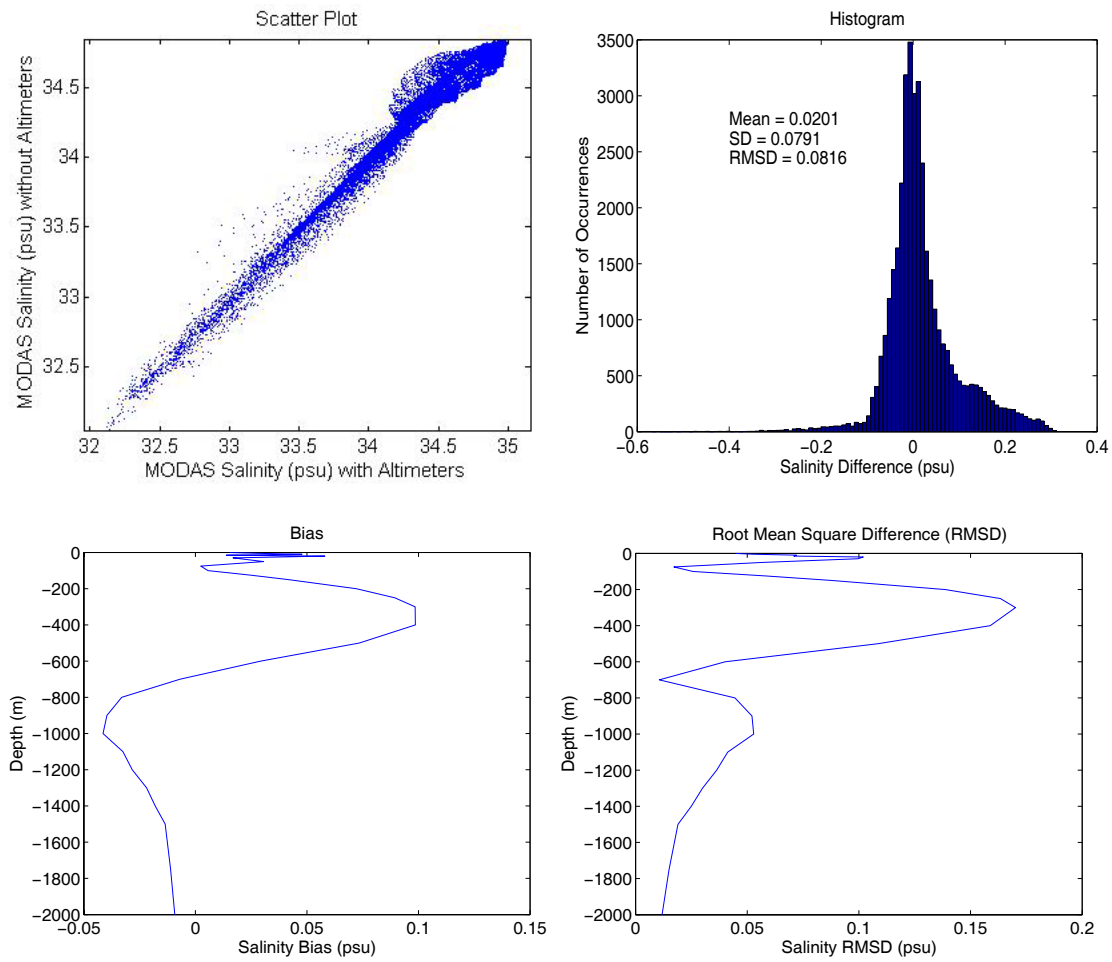 Scatter Plot
MODAS Salinity (psu) without Altimeters
34.5
34
33.5
33
32.5
32 32.5 33 33.5 34 34.5 35
MODAS Salinity (psu) with Altimeters
Histogram
Number of Occurrences
3500
3000
2500
2000
1500
1000
500
0
Mean = 0.0201
SD = 0.0791
RMSD = 0.0816
−0.6 −0.4 −0.2 0 0.2 0.4
Salinity Difference (psu)
Bias
Depth (m)
0
−200
−400
−600
−800
−1000
−1200
−1400
−1600
−1800
−2000
−0.05 0 0.05 0.1 0.15
Salinity Bias (psu)
Root Mean Square Difference (RMSD)
Depth (m)
0
−200
−400
−600
−800
−1000
−1200
−1400
−1600
−1800
−2000
0 0.05 0.1 0.15 0.2
Salinity RMSD (psu)